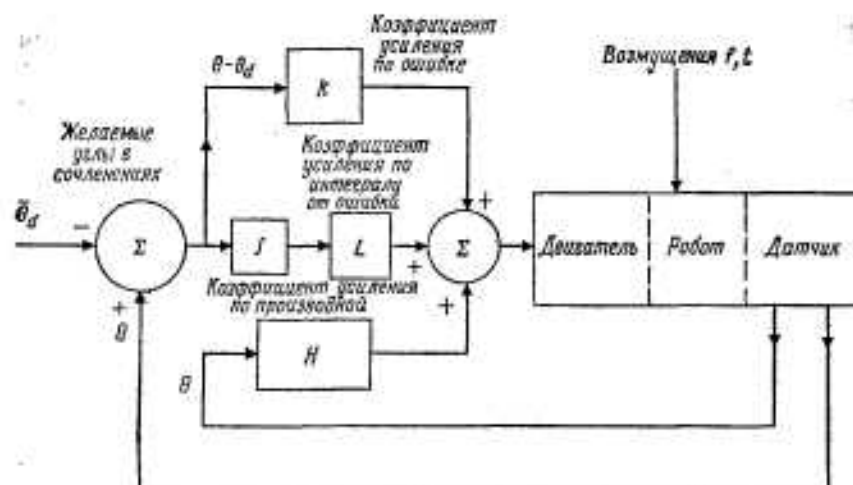 Коэффициент
усиления
по ошибке
θ-θd
K
Возмущения f,t
Желаемые
углы в
сочленениях
Коэффициент
усиления по
интегралу
от ошибки
+
θ̃d
−
Σ
∫
L
+
Σ
Двигатель
Робот
Датчик
Коэффициент усиления
по производной
+
+
θ
H
θ